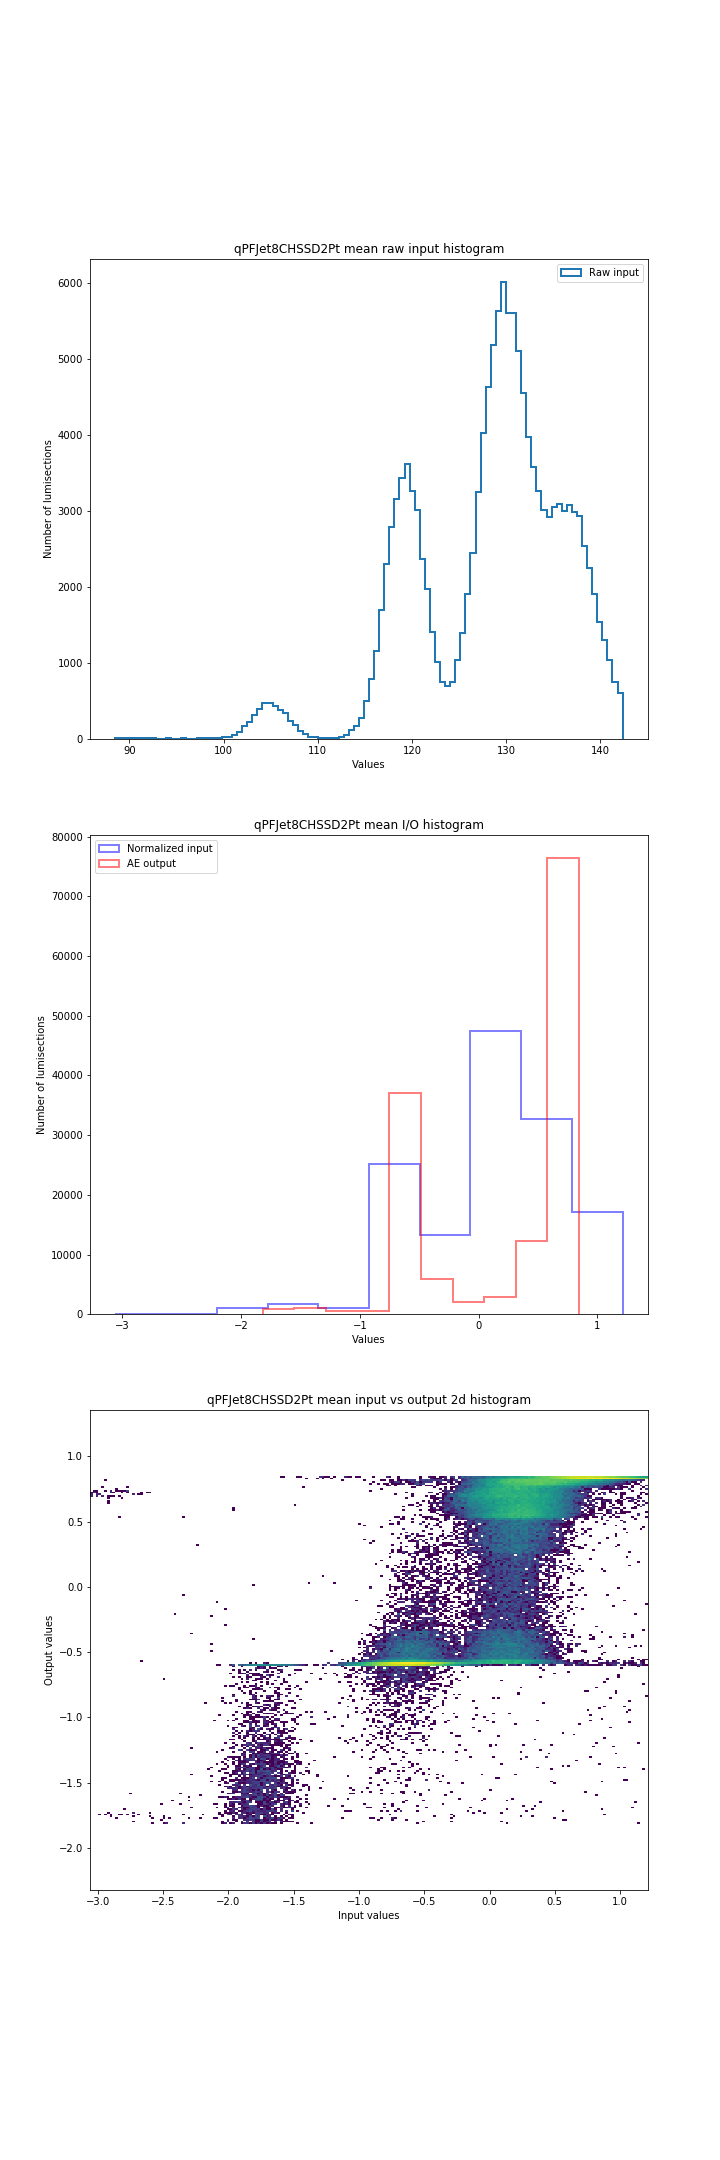 qPFJet8CHSSD2Pt mean raw input histogram
Raw input
6000
5000
4000
3000
2000
1000
0
Number of lumisections
90 100 110 120 130 140
Values
qPFJet8CHSSD2Pt mean I/O histogram
Normalized input
AE output
80000
70000
60000
50000
40000
30000
20000
10000
0
Number of lumisections
−3 −2 −1 0 1
Values
qPFJet8CHSSD2Pt mean input vs output 2d histogram
1.0
0.5
0.0
−0.5
−1.0
−1.5
−2.0
Output values
−3.0 −2.5 −2.0 −1.5 −1.0 −0.5 0.0 0.5 1.0
Input values